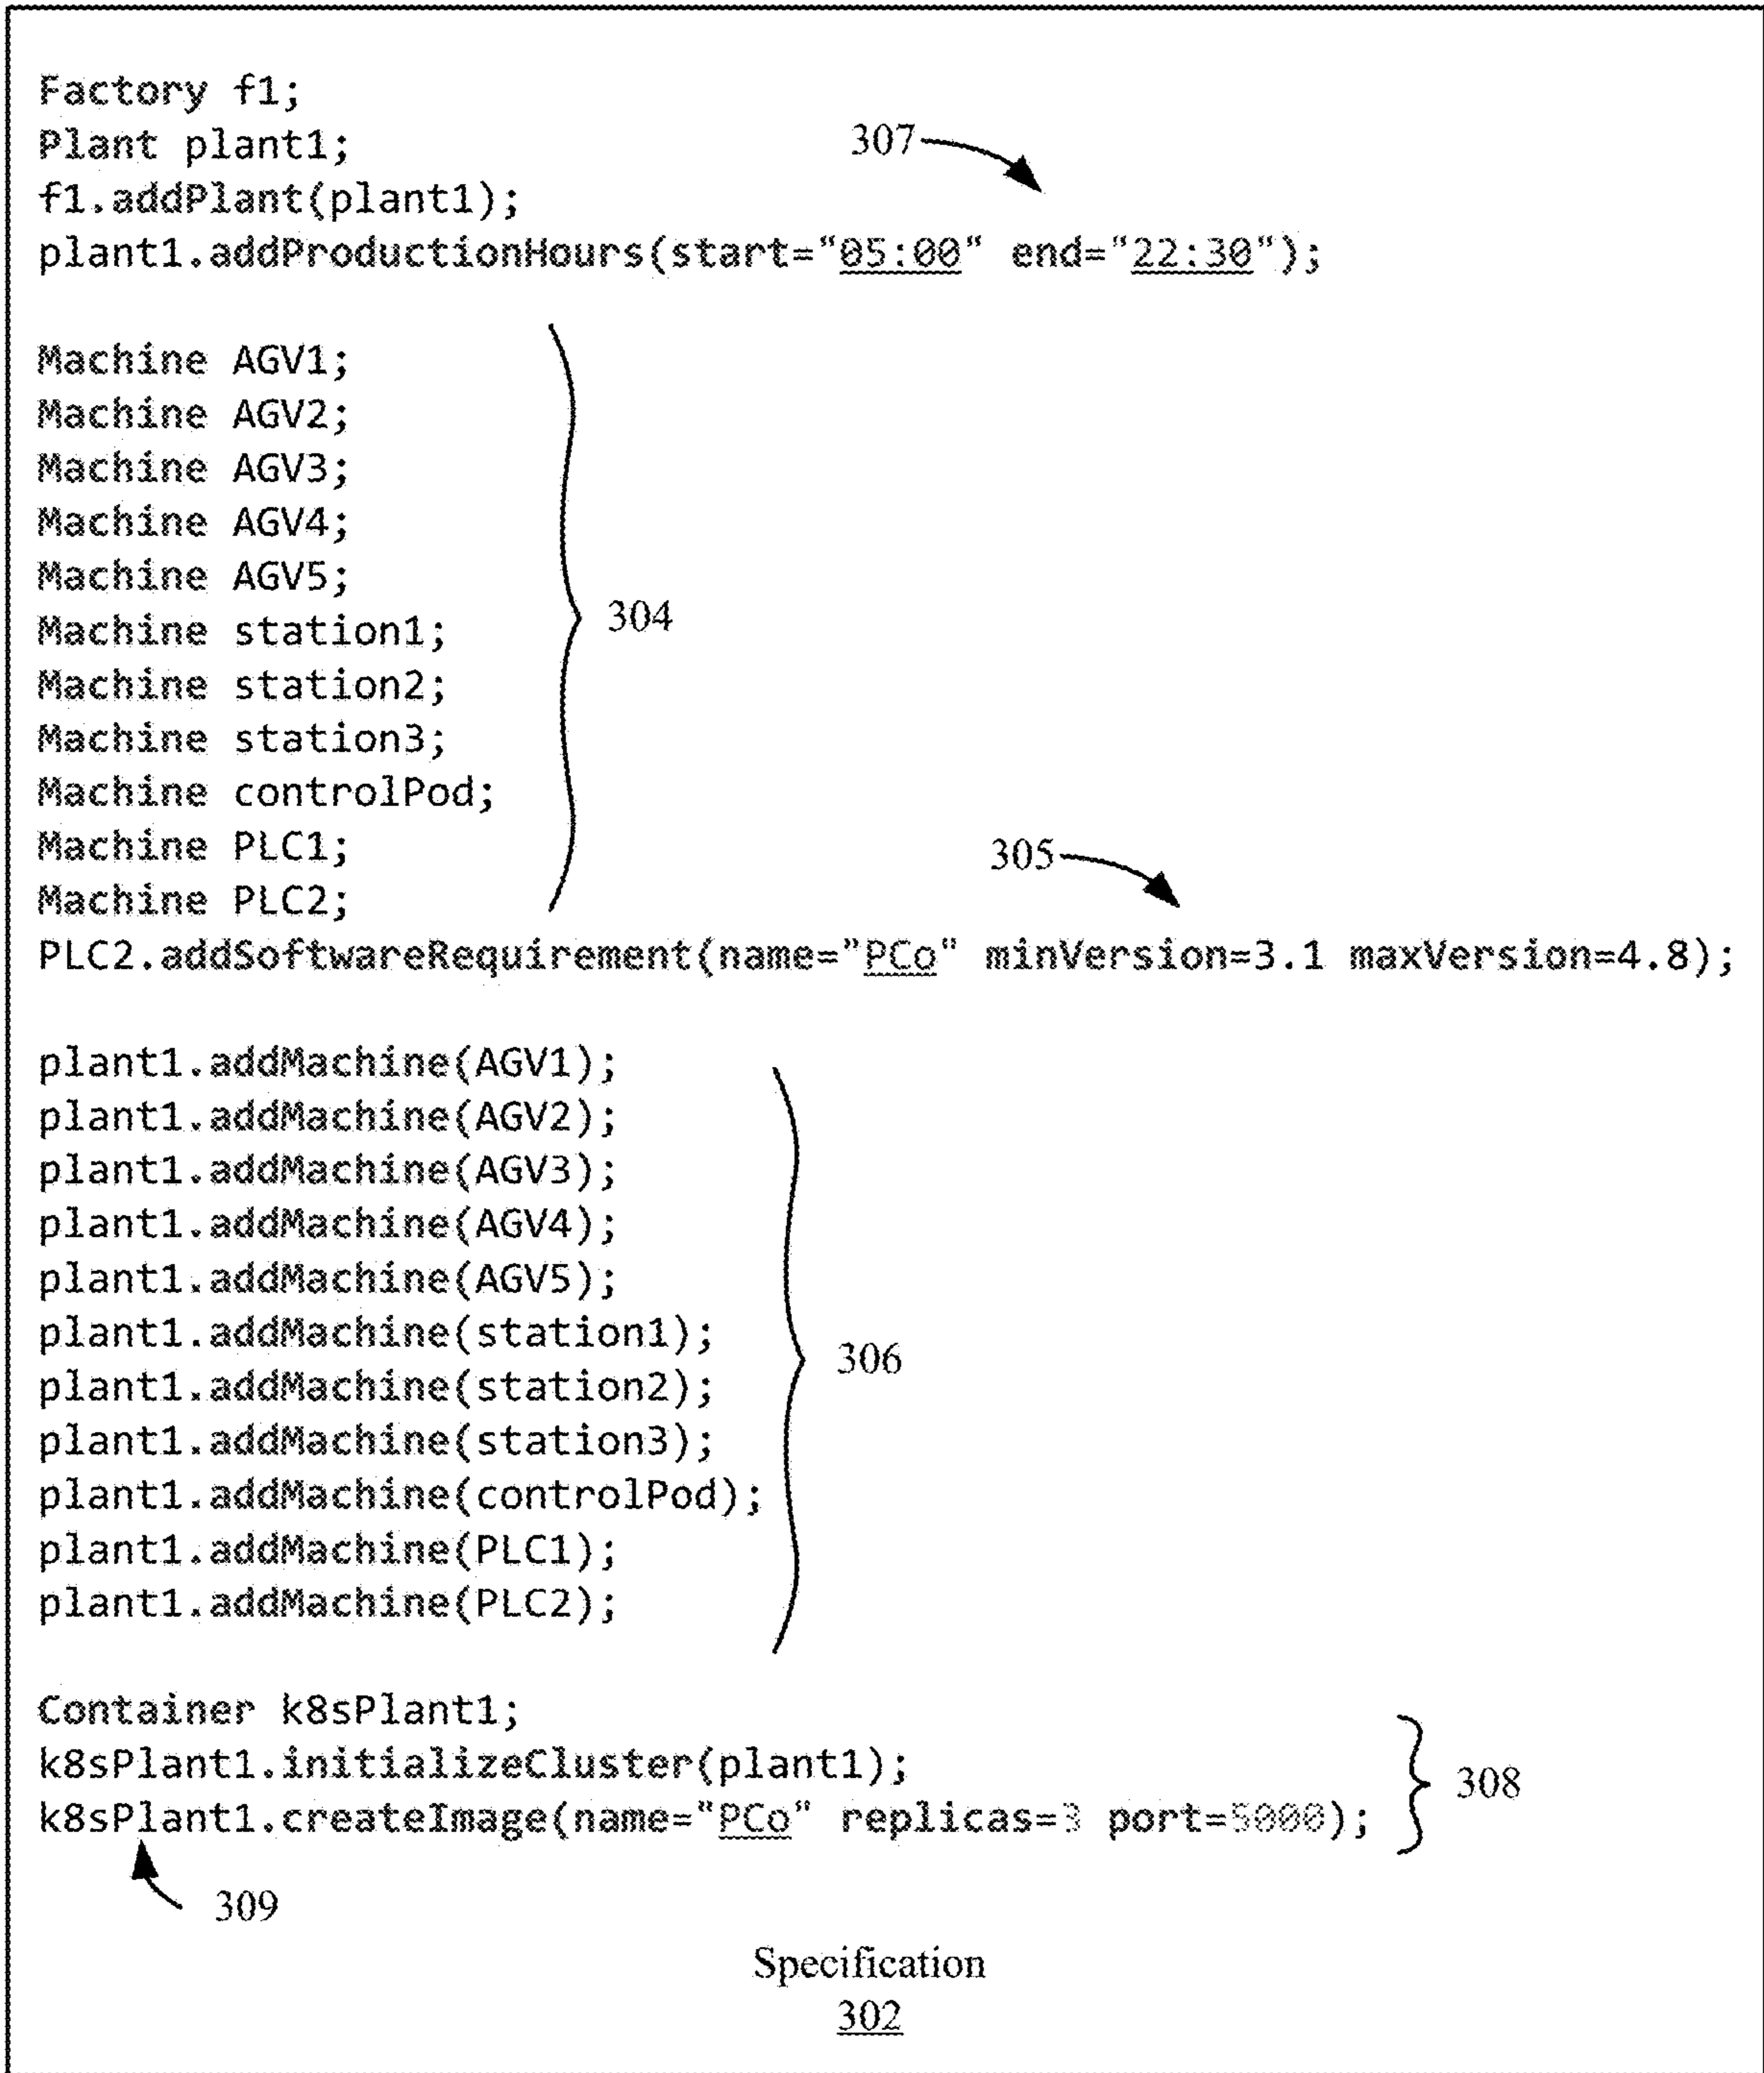 Factory f1;
Plant plant1;
307
f1.addPlant(plant1);
plant1.addProductionHours(start="05:00" end="22:30");
Machine AGV1;
Machine AGV2;
Machine AGV3;
Machine AGV4;
Machine AGV5;
Machine station1;
304
Machine station2;
Machine station3;
Machine controlPod;
Machine PLC1;
305
Machine PLC2;
PLC2.addSoftwareRequirement(name="PCo" minVersion=3.1 maxVersion=4.8);
plant1.addMachine(AGV1);
plant1.addMachine(AGV2);
plant1.addMachine(AGV3);
plant1.addMachine(AGV4);
plant1.addMachine(AGV5);
plant1.addMachine(station1);
306
plant1.addMachine(station2);
plant1.addMachine(station3);
plant1.addMachine(controlPod);
plant1.addMachine(PLC1);
plant1.addMachine(PLC2);
Container k8sPlant1;
k8sPlant1.initializeCluster(plant1);
308
k8sPlant1.createImage(name="PCo" replicas=3 port=5000);
309
Specification
302